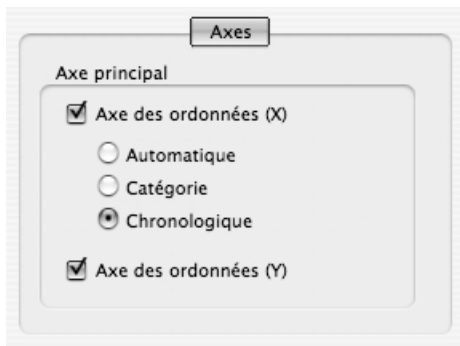 Axes
Axe principal
Axe des ordonnées (X)
Automatique
Catégorie
Chronologique
Axe des ordonnées (Y)